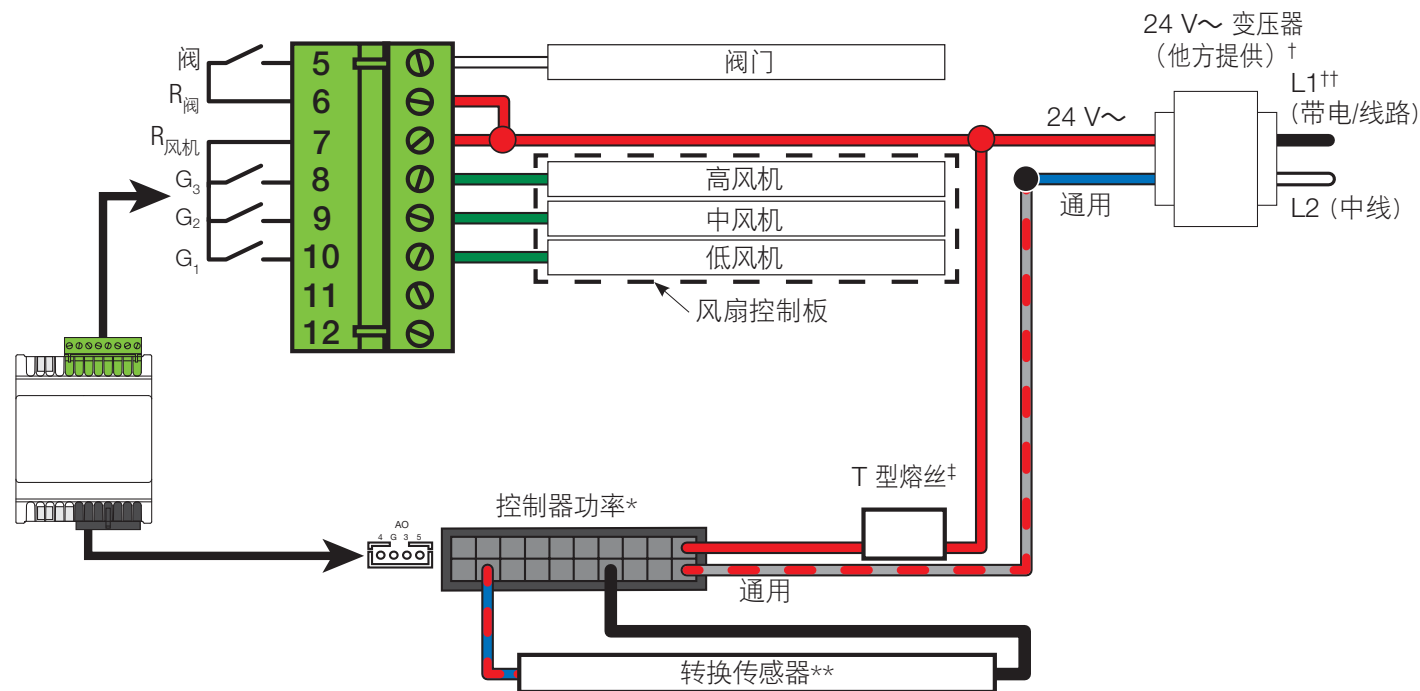 24 V～ 变压器
（他方提供）†
L1††
(带电/线路)
24 V～
通用
L2 (中线)
阀
R阀
R风机
G3
G2
G1
5
6
7
8
9
10
11
12
阀门
高风机
中风机
低风机
风扇控制板
T 型熔丝‡
控制器功率*
AO
4 G 3 5
通用
转换传感器**